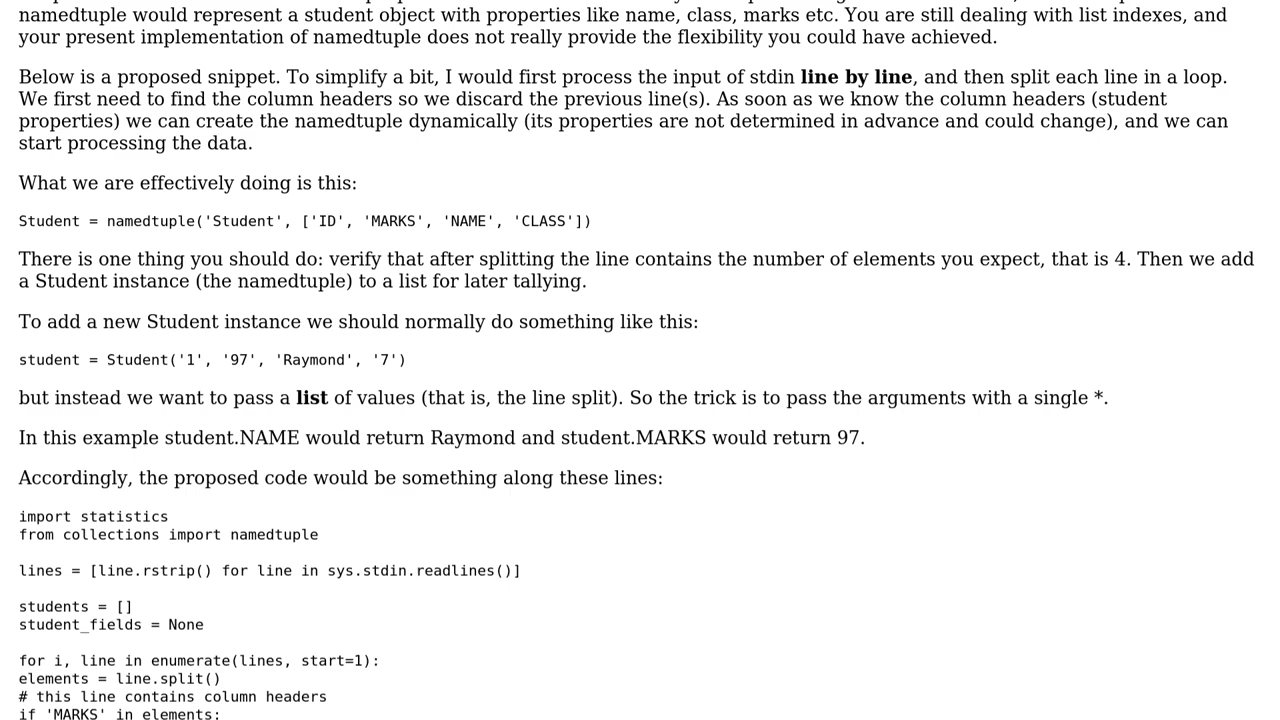 namedtuple would represent a student object with properties like name, class, marks etc. You are still dealing with list indexes, and
your present implementation of namedtuple does not really provide the flexibility you could have achieved.
Below is a proposed snippet. To simplify a bit, I would first process the input of stdin line by line, and then split each line in a loop.
We first need to find the column headers so we discard the previous line(s). As soon as we know the column headers (student
properties) we can create the namedtuple dynamically (its properties are not determined in advance and could change), and we can
start processing the data.
What we are effectively doing is this:
Student = namedtuple('Student', ['ID', 'MARKS', 'NAME', 'CLASS'])
There is one thing you should do: verify that after splitting the line contains the number of elements you expect, that is 4. Then we add
a Student instance (the namedtuple) to a list for later tallying.
To add a new Student instance we should normally do something like this:
student = Student('1', '97', 'Raymond', '7')
but instead we want to pass a list of values (that is, the line split). So the trick is to pass the arguments with a single *.
In this example student.NAME would return Raymond and student.MARKS would return 97.
Accordingly, the proposed code would be something along these lines:
import statistics
from collections import namedtuple
lines = [line.rstrip() for line in sys.stdin.readlines()]
students = []
student_fields = None
for i, line in enumerate(lines, start=1):
elements = line.split()
# this line contains column headers
if 'MARKS' in elements: